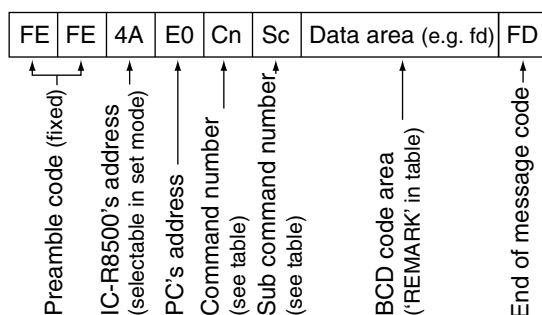 FE FE 4A E0 Cn Sc Data area (e.g. fd) FD
Preamble code (fixed)
IC-R8500's address
(selectable in set mode)
PC's address
Command number
(see table)
Sub command number
(see table)
BCD code area
('REMARK' in table)
End of message code